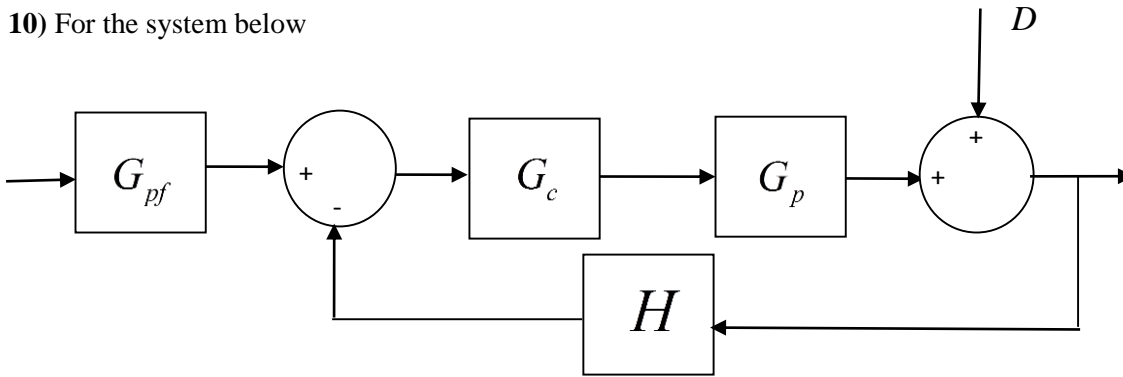 10) For the system below
D
+
G_pf
+
-
G_c
G_p
+
H